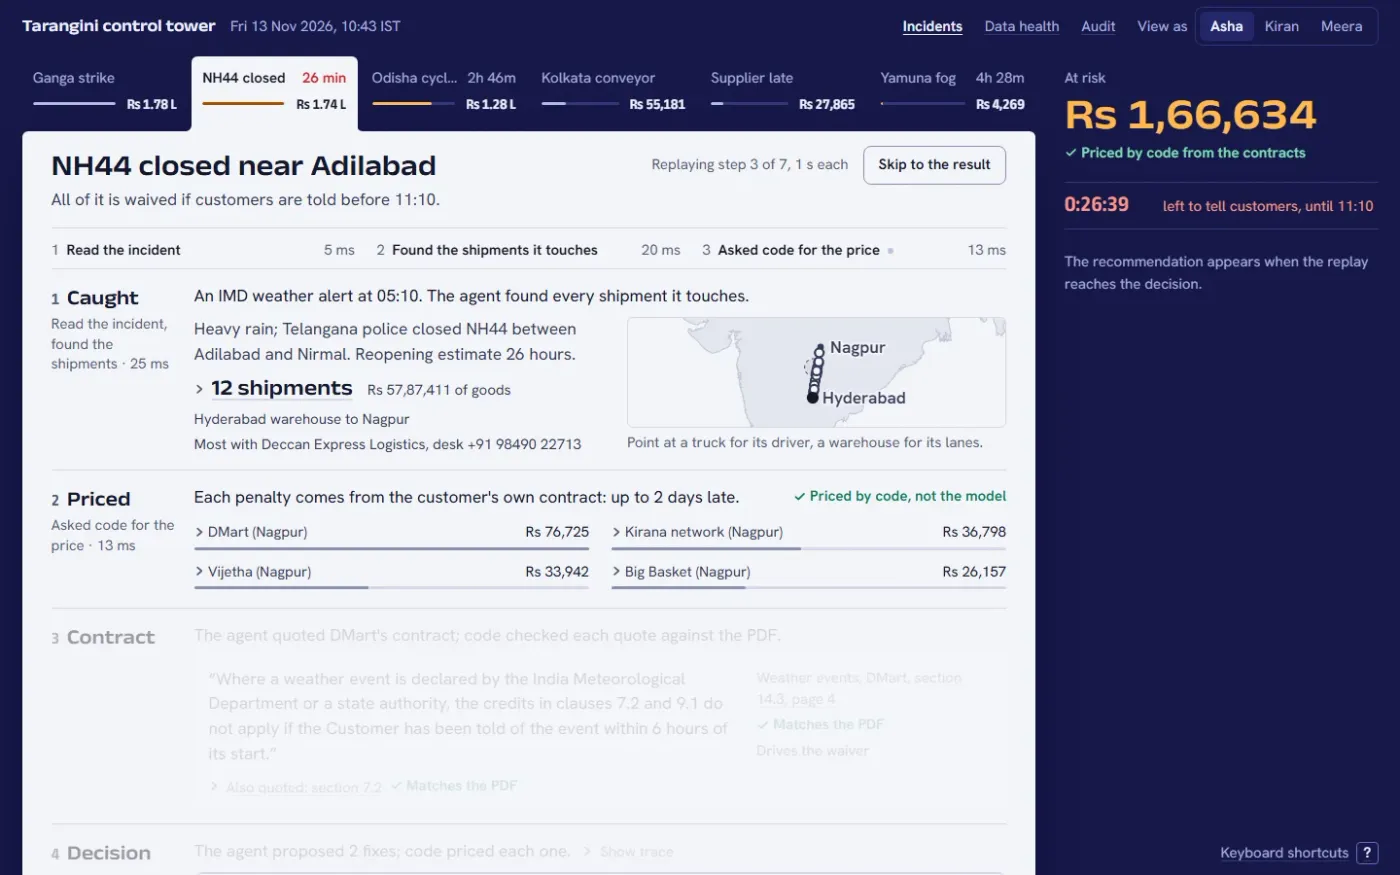 Tarangini control tower Fri 13 Nov 2026, 10:43 IST
Incidents Data health Audit View as Asha Kiran Meera
Ganga strike
Rs 1.78 L
NH44 closed 26 min
Rs 1.74 L
Odisha cycl... 2h 46m
Rs 1.28 L
Kolkata conveyor
Rs 55,181
Supplier late
Rs 27,865
Yamuna fog 4h 28m
Rs 4,269
NH44 closed near Adilabad
Replaying step 3 of 7, 1 s each
Skip to the result
All of it is waived if customers are told before 11:10.
1 Read the incident 5 ms
2 Found the shipments it touches 20 ms
3 Asked code for the price 13 ms
1 Caught
Read the incident,
found the
shipments · 25 ms
An IMD weather alert at 05:10. The agent found every shipment it touches.
Heavy rain; Telangana police closed NH44 between
Adilabad and Nirmal. Reopening estimate 26 hours.
> 12 shipments Rs 57,87,411 of goods
Hyderabad warehouse to Nagpur
Most with Deccan Express Logistics, desk +91 98490 22713
Nagpur
Hyderabad
Point at a truck for its driver, a warehouse for its lanes.
2 Priced
Asked code for the
price · 13 ms
Each penalty comes from the customer's own contract: up to 2 days late.
✓ Priced by code, not the model
> DMart (Nagpur) Rs 76,725
> Kirana network (Nagpur) Rs 36,798
> Vijetha (Nagpur) Rs 33,942
> Big Basket (Nagpur) Rs 26,157
3 Contract
The agent quoted DMart's contract; code checked each quote against the PDF.
“Where a weather event is declared by the India Meteorological
Department or a state authority, the credits in clauses 7.2 and 9.1 do
not apply if the Customer has been told of the event within 6 hours of
its start.”
Weather events, DMart, section
14.3, page 4
✓ Matches the PDF
Drives the waiver
> Also quoted: section 7.2 ✓ Matches the PDF
4 Decision
The agent proposed 2 fixes; code priced each one. > Show trace
At risk
Rs 1,66,634
✓ Priced by code from the contracts
0:26:39 left to tell customers, until 11:10
The recommendation appears when the replay
reaches the decision.
Keyboard shortcuts ?